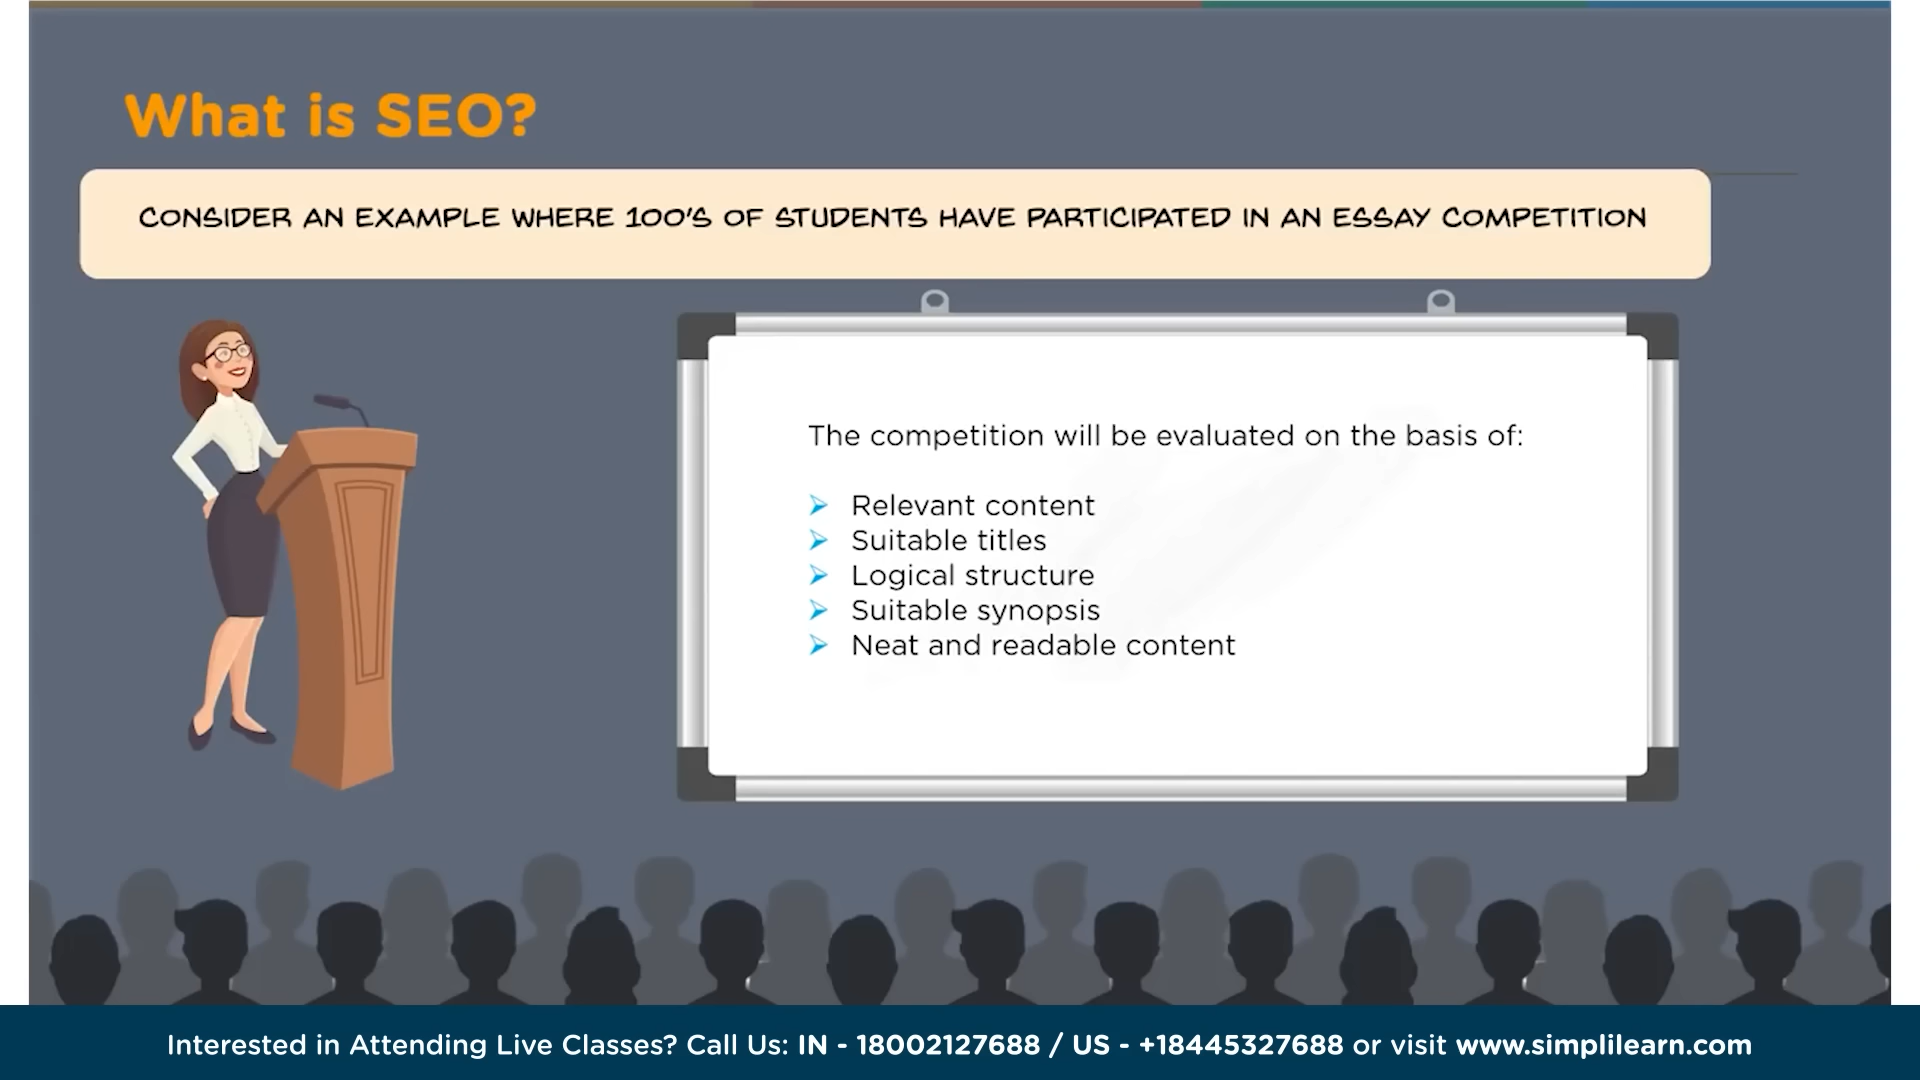 What is SEO?
CONSIDER AN EXAMPLE WHERE 100'S OF STUDENTS HAVE PARTICIPATED IN AN ESSAY COMPETITION
The competition will be evaluated on the basis of:
Relevant content
Suitable titles
Logical structure
Suitable synopsis
Neat and readable content
Interested in Attending Live Classes? Call Us: IN - 18002127688 / US - +18445327688 or visit www.simplilearn.com